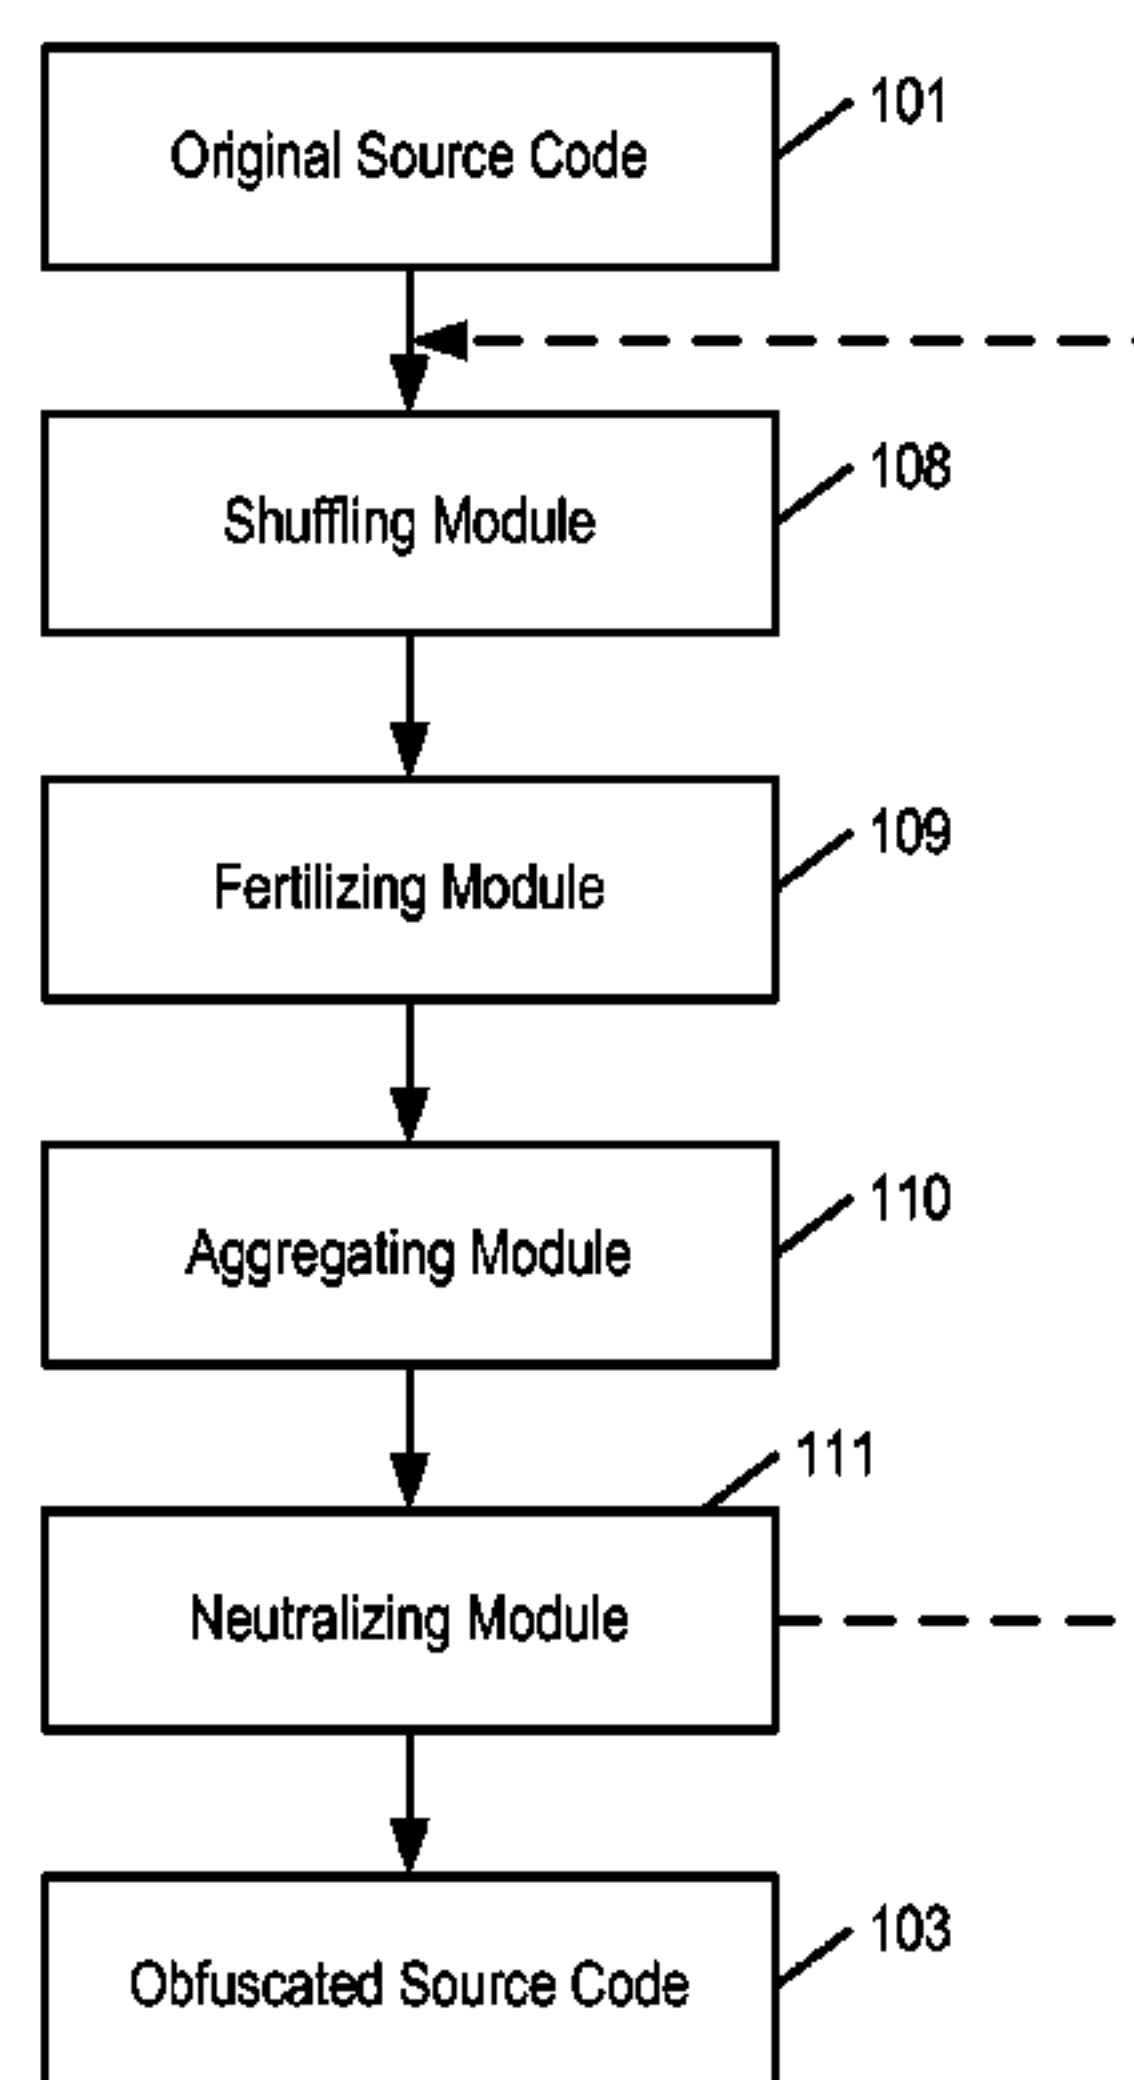 101
Original Source Code
108
Shuffling Module
109
Fertilizing Module
110
Aggregating Module
111
Neutralizing Module
103
Obfuscated Source Code